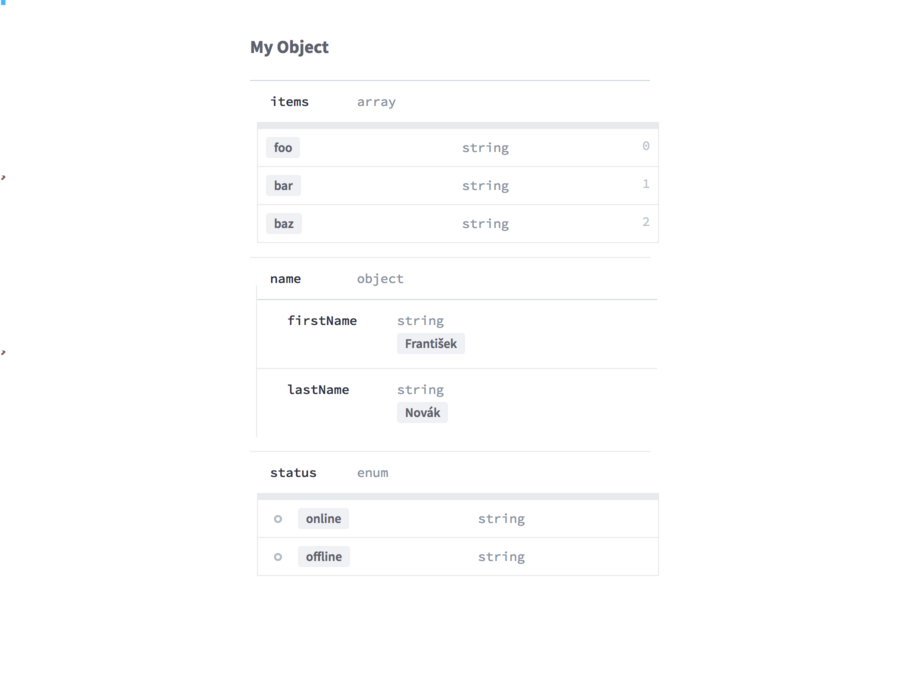 My Object
items array
foo string 0
bar string 1
baz string 2
name object
firstName string
František
lastName string
Novák
status enum
online string
offline string
,
,